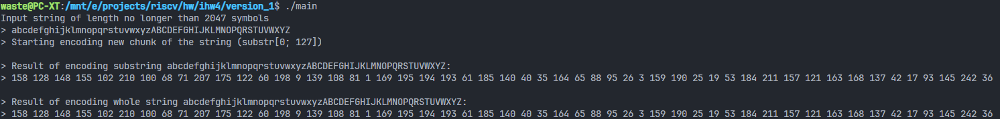 waste@PC-XT:/mnt/e/projects/riscv/hw/ihw4/version_1$ ./main
Input string of length no longer than 2047 symbols
> abcdefghijklmnopqrstuvwxyzABCDEFGHIJKLMNOPQRSTUVWXYZ
> Starting encoding new chunk of the string (substr[0; 127])

> Result of encoding substring abcdefghijklmnopqrstuvwxyzABCDEFGHIJKLMNOPQRSTUVWXYZ:
> 158 128 148 155 102 210 100 68 71 207 175 122 60 198 9 139 108 81 1 169 195 194 193 61 185 140 40 35 164 65 88 95 26 3 159 190 25 19 53 184 211 157 121 163 168 137 42 17 93 145 242 36

> Result of encoding whole string abcdefghijklmnopqrstuvwxyzABCDEFGHIJKLMNOPQRSTUVWXYZ:
> 158 128 148 155 102 210 100 68 71 207 175 122 60 198 9 139 108 81 1 169 195 194 193 61 185 140 40 35 164 65 88 95 26 3 159 190 25 19 53 184 211 157 121 163 168 137 42 17 93 145 242 36